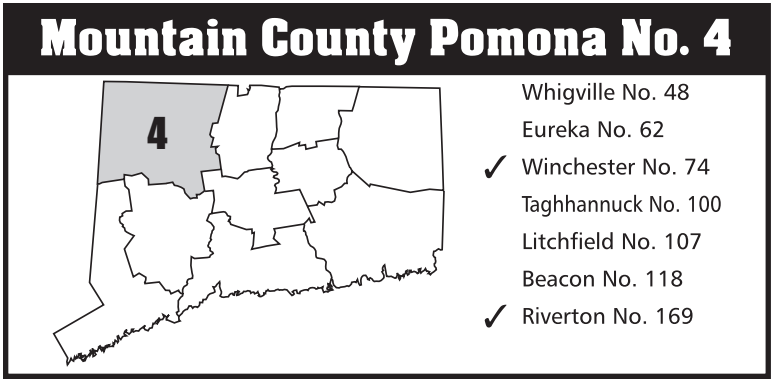 Mountain County Pomona No. 4
4
Whigville No. 48
Eureka No. 62
✓ Winchester No. 74
Taghhannuck No. 100
Litchfield No. 107
Beacon No. 118
✓ Riverton No. 169